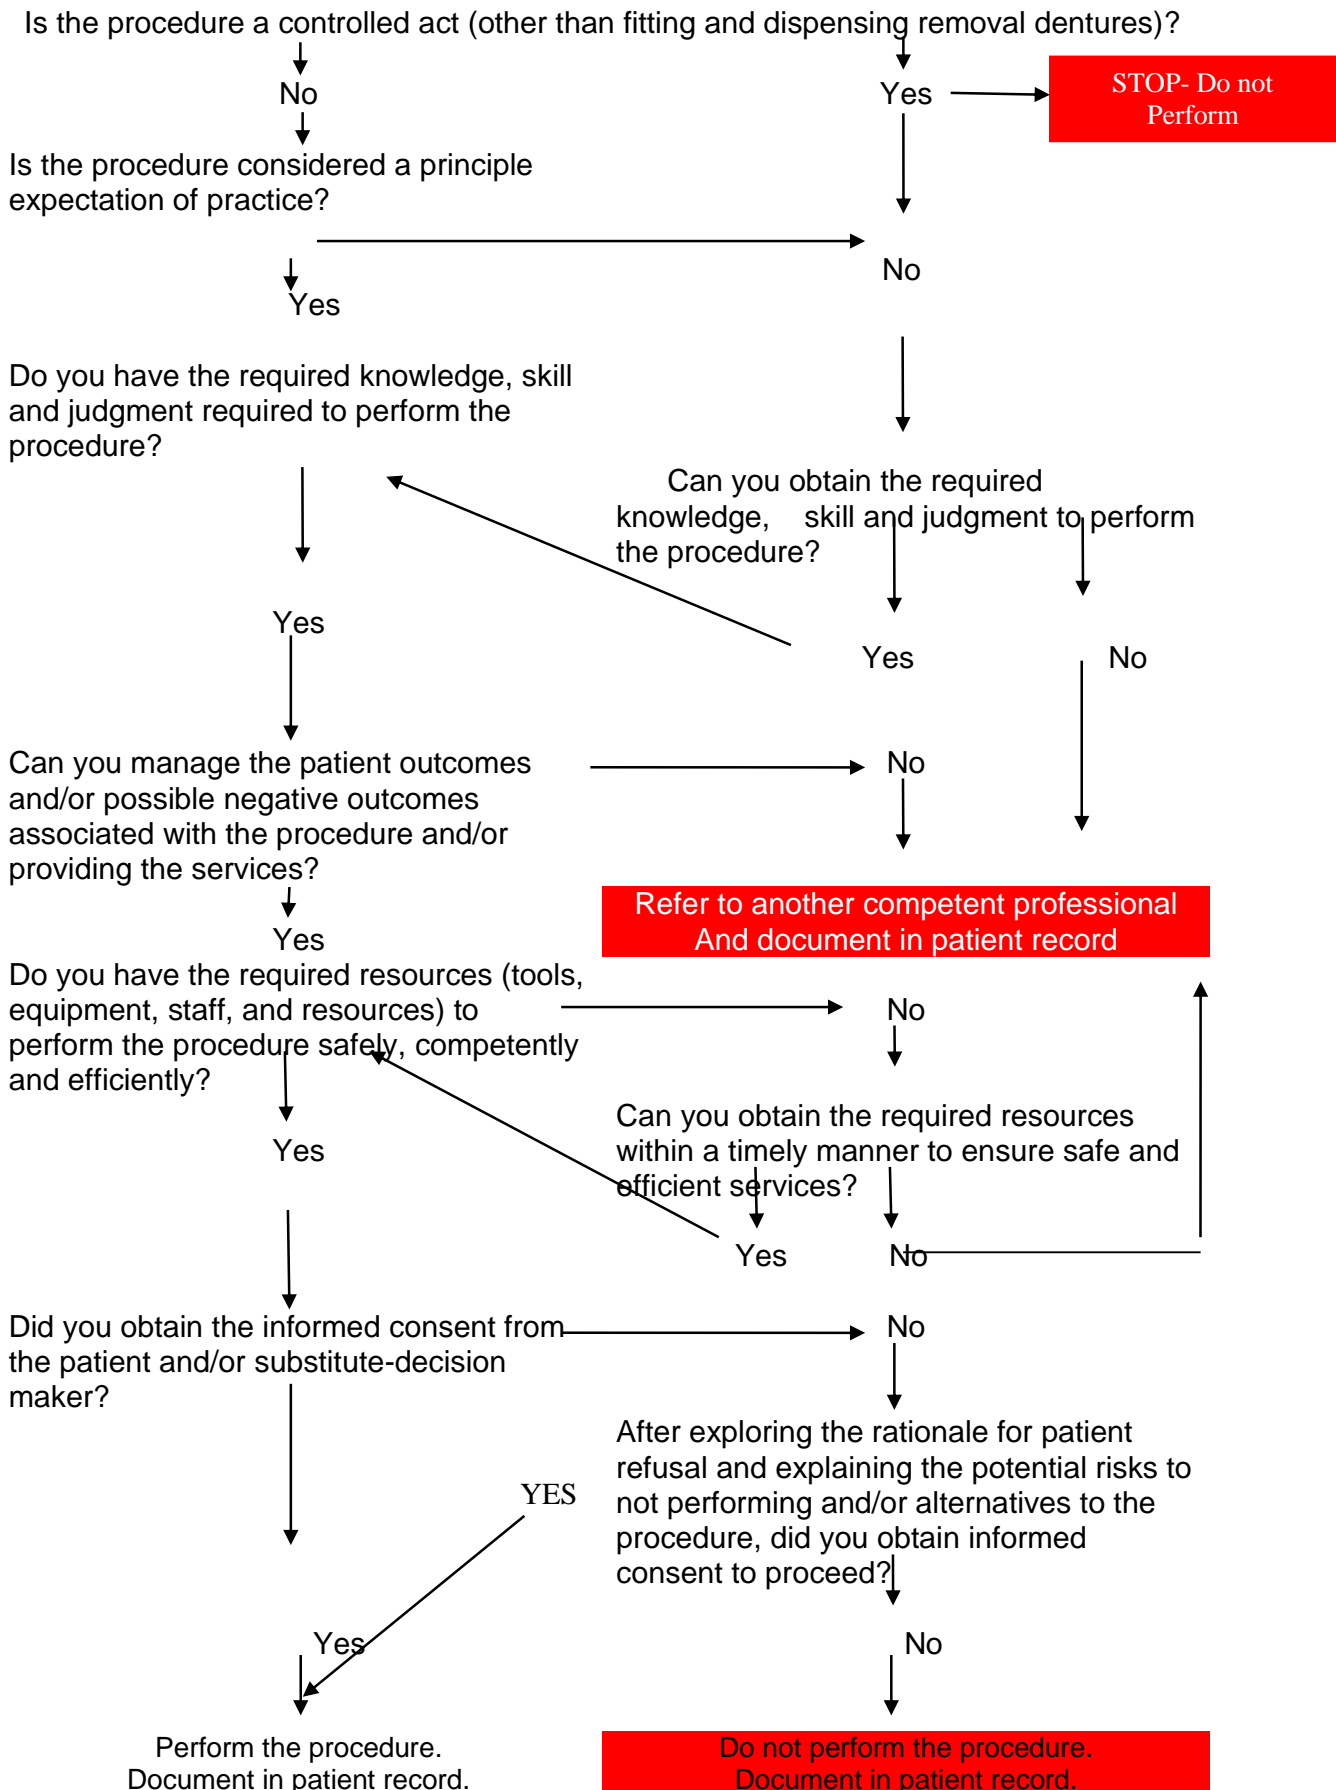 Is the procedure a controlled act (other than fitting and dispensing removal dentures)?
No
Yes
STOP- Do not
Perform
Is the procedure considered a principle
expectation of practice?
No
Yes
Do you have the required knowledge, skill
and judgment required to perform the
procedure?
Can you obtain the required
knowledge, skill and judgment to perform
the procedure?
Yes
Yes
No
Can you manage the patient outcomes
and/or possible negative outcomes
associated with the procedure and/or
providing the services?
No
Refer to another competent professional
And document in patient record
Yes
Do you have the required resources (tools,
equipment, staff, and resources) to
perform the procedure safely, competently
and efficiently?
No
Can you obtain the required resources
within a timely manner to ensure safe and
efficient services?
Yes
Yes
No
Did you obtain the informed consent from
the patient and/or substitute-decision
maker?
No
After exploring the rationale for patient
refusal and explaining the potential risks to
not performing and/or alternatives to the
procedure, did you obtain informed
consent to proceed?
YES
Yes
No
Perform the procedure.
Document in patient record.
Do not perform the procedure.
Document in patient record.